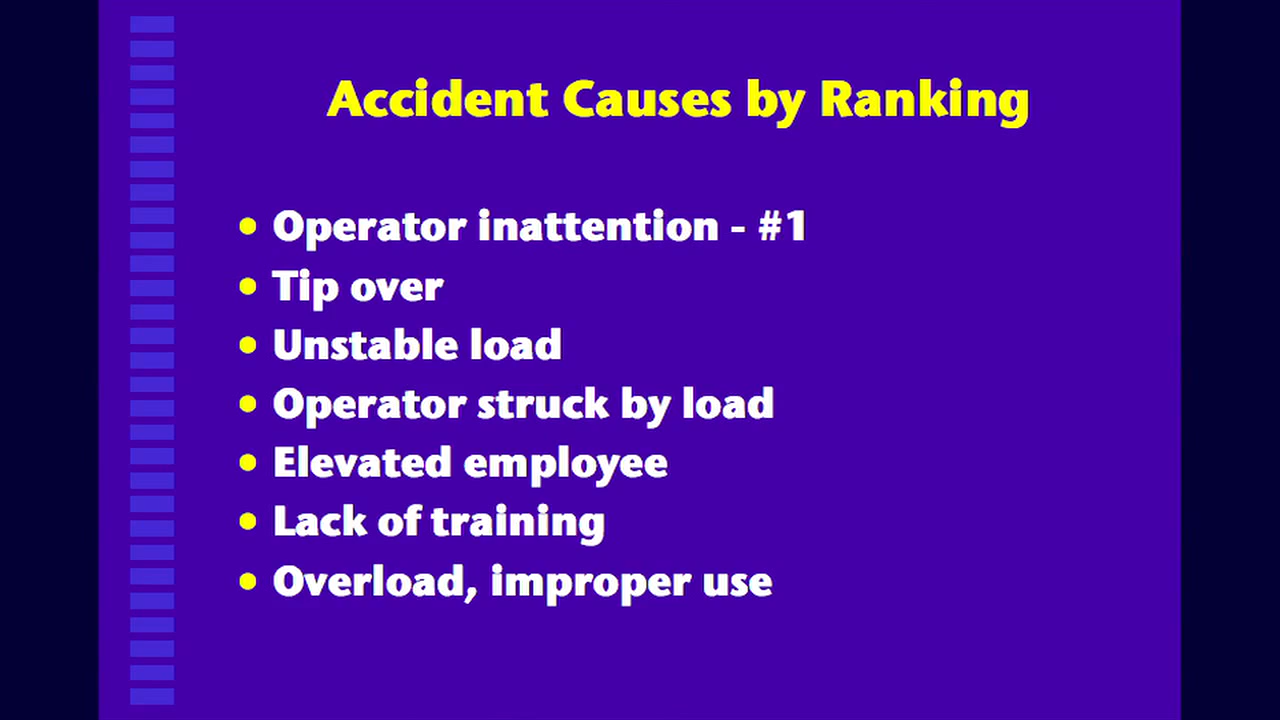 Accident Causes by Ranking
• Operator inattention - #1
• Tip over
• Unstable load
• Operator struck by load
• Elevated employee
• Lack of training
• Overload, improper use